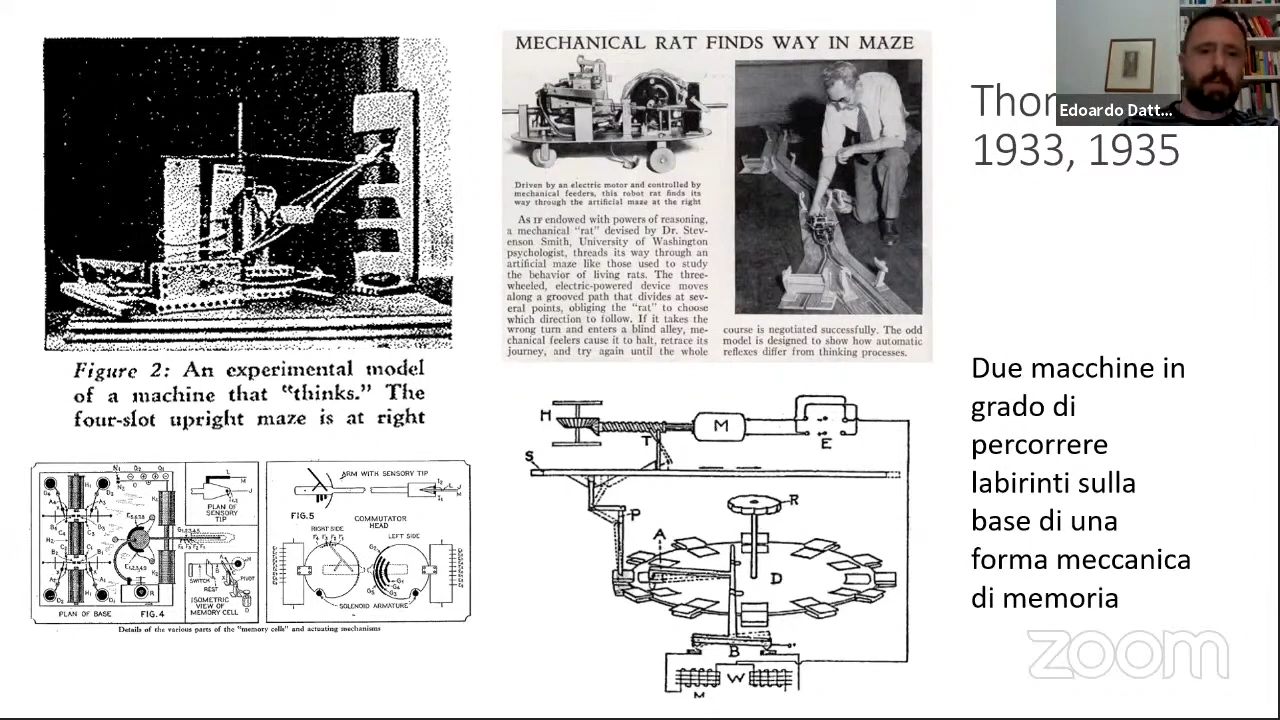 Figure 2: An experimental model
of a machine that "thinks." The
four-slot upright maze is at right
MECHANICAL RAT FINDS WAY IN MAZE
Driven by an electric motor and controlled by
mechanical feelers, this robot rat finds its
way through the artificial maze at the right
As if endowed with powers of reasoning,
a mechanical "rat" devised by Dr. Stev-
enson Smith, University of Washington
psychologist, threads its way through an
artificial maze like those used to study
the behavior of living rats. The three-
wheeled, electric-powered device moves
along a grooved path that divides at sev-
eral points, obliging the "rat" to choose
which direction to follow. If it takes the
wrong turn and enters a blind alley, me-
chanical feelers cause it to halt, retrace its
journey, and try again until the whole
course is negotiated successfully. The odd
model is designed to show how automatic
reflexes differ from thinking processes.
1933, 1935
Edoardo Datt...
Due macchine in
grado di
percorrere
labirinti sulla
base di una
forma meccanica
di memoria
PLAN OF
SENSORY
TIP
SWITCH
REST
PIVOT
ISOMETRIC
VIEW OF
MEMORY CELL
PLAN OF BASE
FIG.4
ARM WITH SENSORY TIP
FIG.5
COMMUTATOR
HEAD
RIGHT SIDE
LEFT SIDE
SOLENOID ARMATURE
Details of the various parts of the "memory cells" and actuating mechanisms
H
T
M
E
S
P
R
A
D
B
M
W
zoom